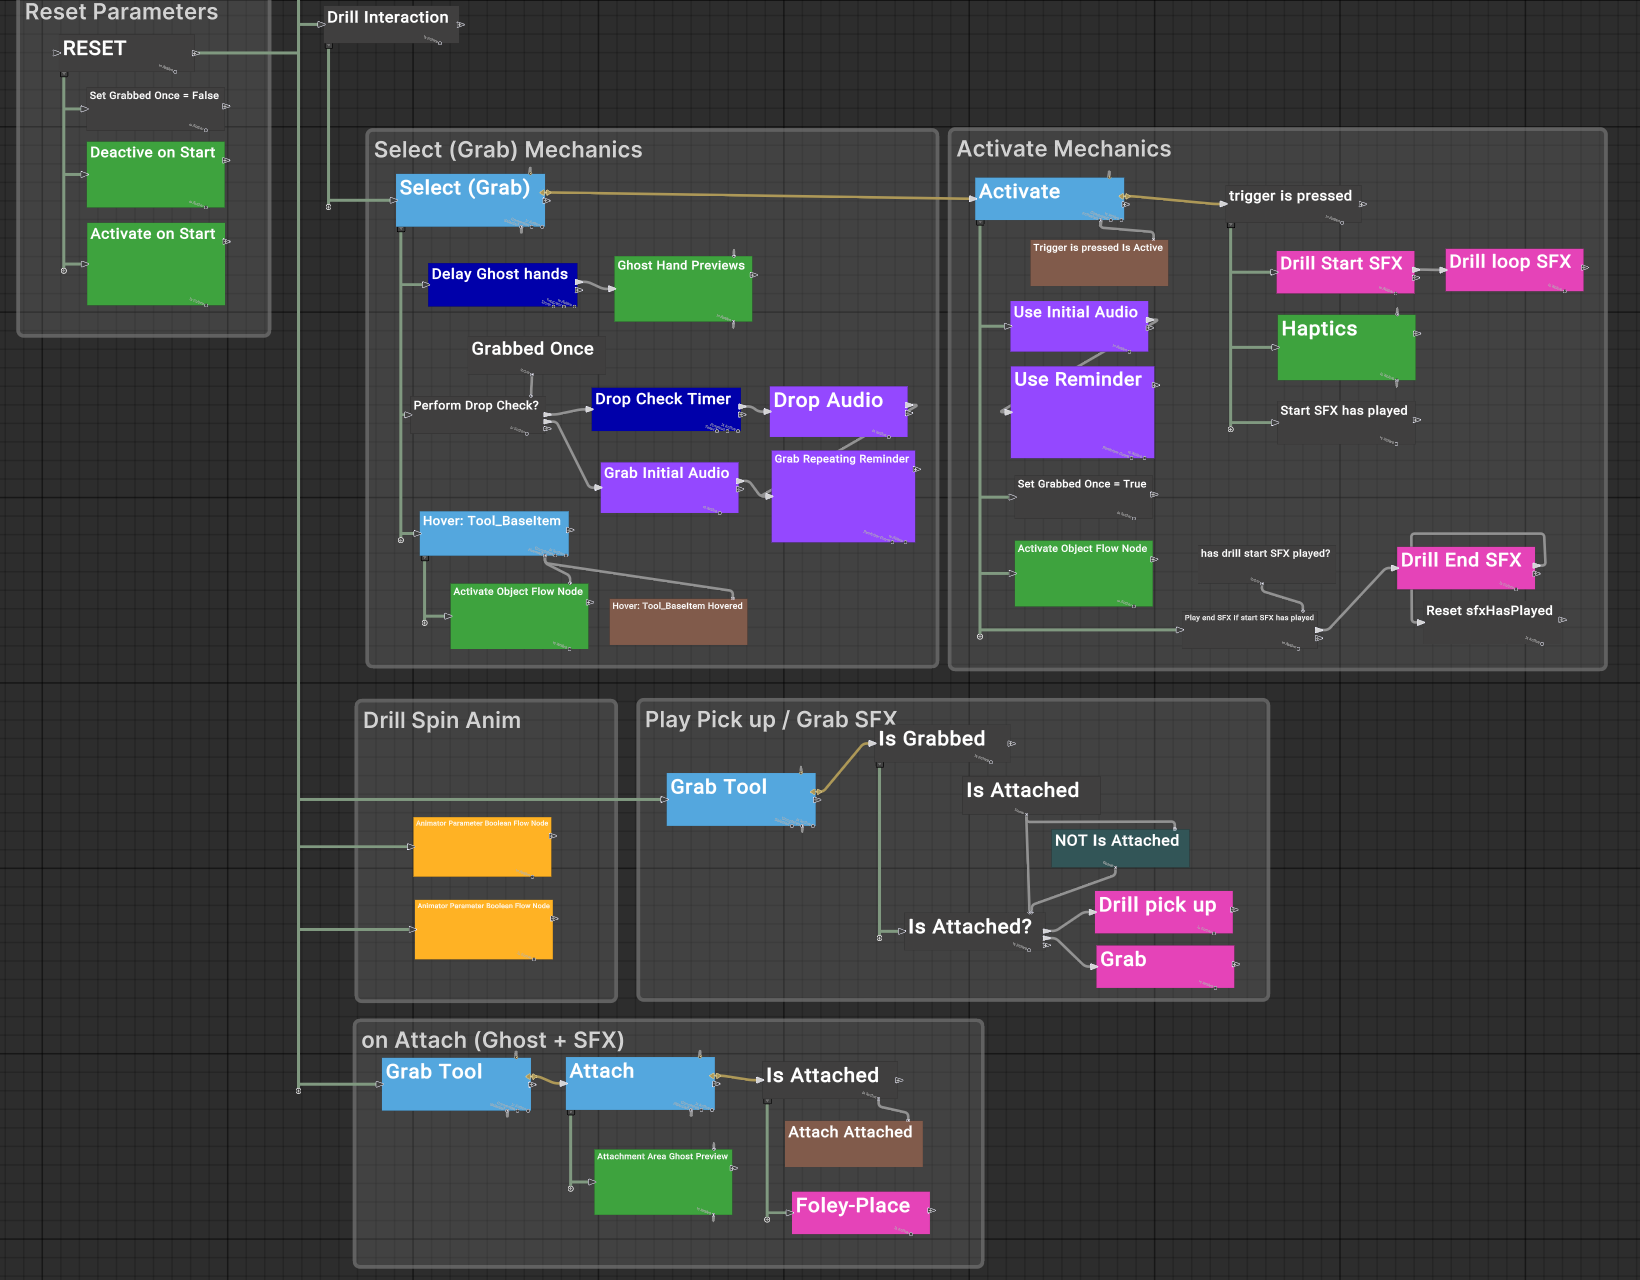 Reset Parameters
RESET
Set Grabbed Once = False
Deactive on Start
Activate on Start
Drill Interaction
Select (Grab) Mechanics
Select (Grab)
Delay Ghost hands
Ghost Hand Previews
Grabbed Once
Perform Drop Check?
Drop Check Timer
Drop Audio
Grab Initial Audio
Grab Repeating Reminder
Hover: Tool_BaseItem
Activate Object Flow Node
Hover: Tool_BaseItem Hovered
Activate Mechanics
Activate
trigger is pressed
Trigger is pressed Is Active
Drill Start SFX
Drill loop SFX
Use Initial Audio
Haptics
Use Reminder
Start SFX has played
Set Grabbed Once = True
Activate Object Flow Node
has drill start SFX played?
Drill End SFX
Play end SFX if start SFX has played
Reset sfxHasPlayed
Drill Spin Anim
Animator Parameter Boolean Flow Node
Animator Parameter Boolean Flow Node
Play Pick up / Grab SFX
Is Grabbed
Grab Tool
Is Attached
NOT Is Attached
Is Attached?
Drill pick up
Grab
on Attach (Ghost + SFX)
Grab Tool
Attach
Is Attached
Attach Attached
Attachment Area Ghost Preview
Foley-Place